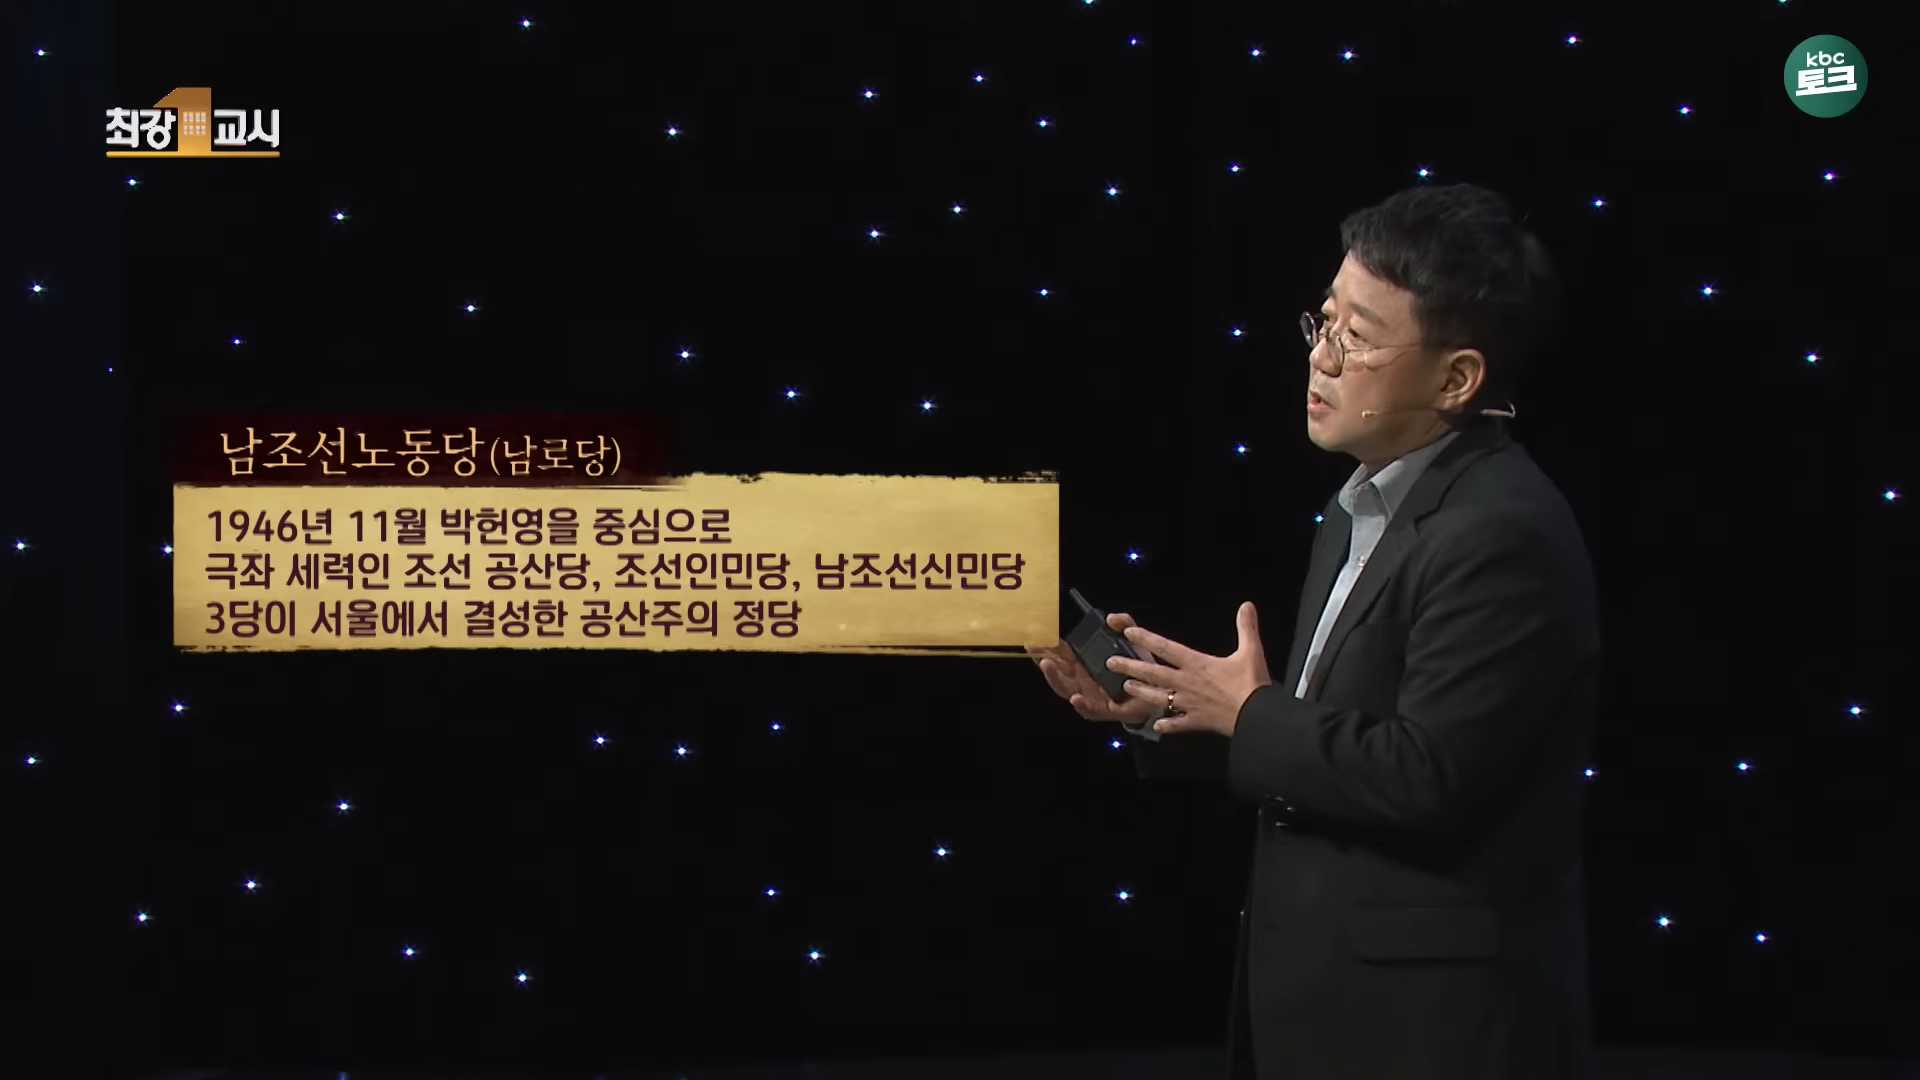 최강1교시
kbc
토크
남조선노동당(남로당)
1946년 11월 박헌영을 중심으로
극좌 세력인 조선 공산당, 조선인민당, 남조선신민당
3당이 서울에서 결성한 공산주의 정당